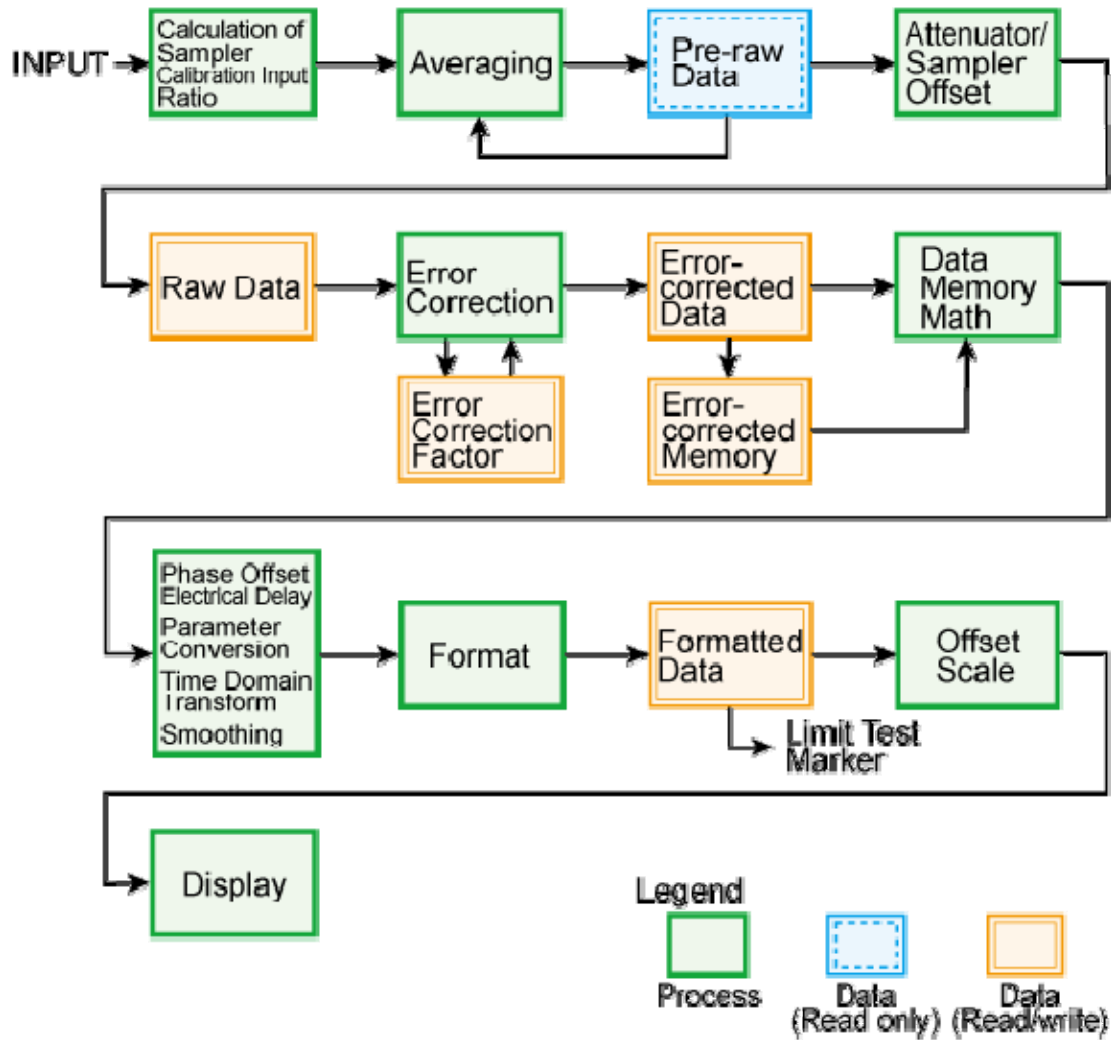 INPUT
Calculation of
Sampler
Calibration Input
Ratio
Averaging
Pre-raw
Data
Attenuator/
Sampler
Offset
Raw Data
Error
Correction
Error-
corrected
Data
Data
Memory
Math
Error
Correction
Factor
Error-
corrected
Memory
Phase Offset
Electrical Delay
Parameter
Conversion
Time Domain
Transform
Smoothing
Format
Formatted
Data
Offset
Scale
Limit Test
Marker
Display
Legend
Process
Data
(Read only)
Data
(Read/write)